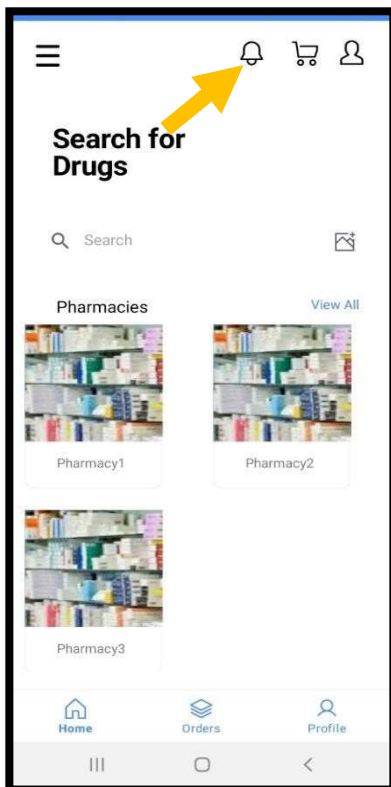 Search for
Drugs
Search
Pharmacies
View All
Pharmacy1
Pharmacy2
Pharmacy3
Home
Orders
Profile